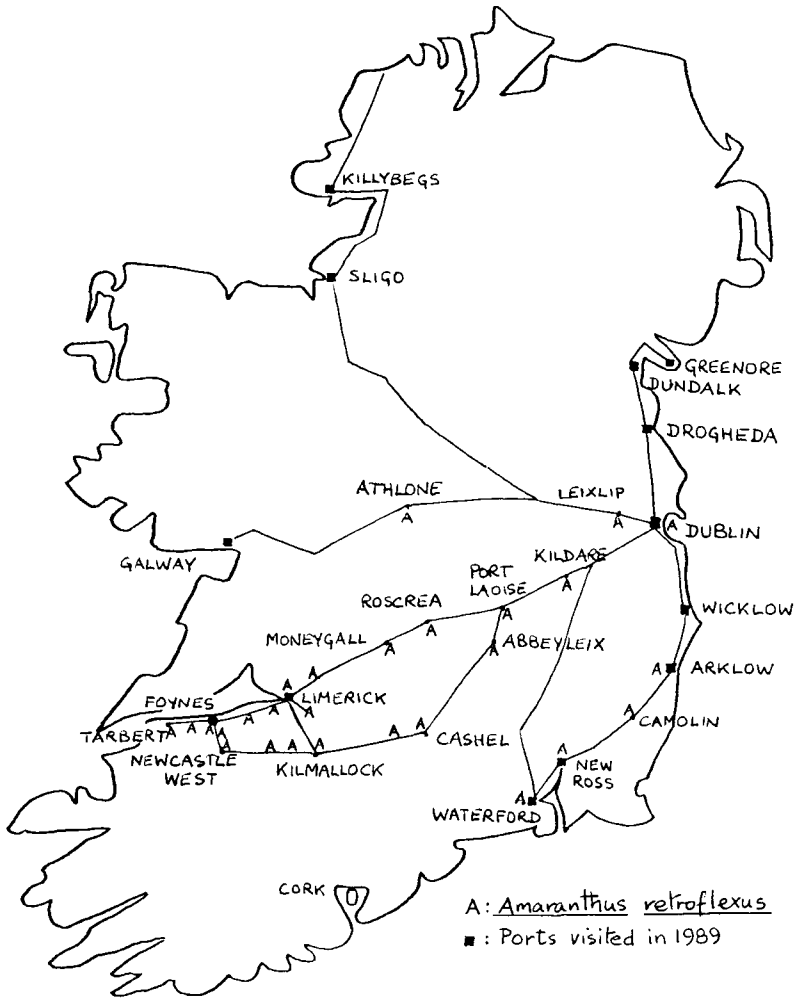 KILLYBEGS
SLIGO
GREENORE
DUNDALK
DROGHEDA
ATHLONE
A
LEIXLIP
A
A
DUBLIN
GALWAY
KILDARE
A
PORT
LAOISE
A
ROSCREA
A
WICKLOW
MONEYGALL
A
ABBEYLEIX
A
A
ARKLOW
A
A
LIMERICK
A
FOYNES
A
A
A
A
A
TARBERT
A
A
CAMOLIN
A
NEWCASTLE
WEST
A
A
A
A
KILMALLOCK
A
A
CASHEL
A
NEW
ROSS
A
WATERFORD
CORK
A: Amaranthus retroflexus
■: Ports visited in 1989